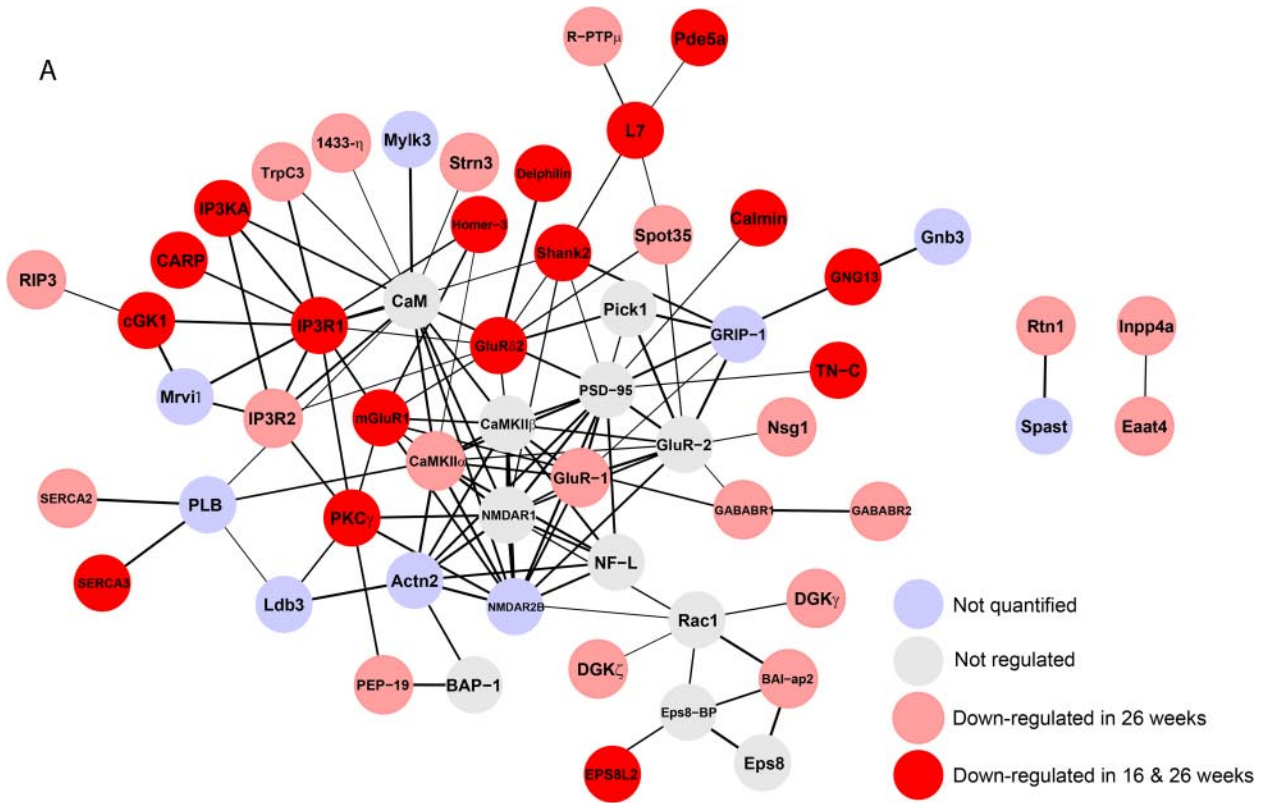 A
R-PTPμ
Pde5a
L7
1433-η
Mylk3
Strn3
TrpC3
Delphilin
IP3KA
Homer-3
Calmin
Shank2
Spot35
Gnb3
CARP
GNG13
RIP3
CaM
Pick1
cGK1
IP3R1
GluRδ2
GRIP-1
Rtn1
Inpp4a
TN-C
Mrvi1
PSD-95
IP3R2
mGluR1
CaMKIIβ
GluR-2
Nsg1
Spast
Eaat4
CaMKIIα
GluR-1
SERCA2
PLB
PKCγ
NMDAR1
GABABR1
GABABR2
NF-L
SERCA3
Actn2
Ldb3
NMDAR2B
DGKγ
Rac1
Not quantified
Not regulated
DGKζ
BAI-ap2
PEP-19
BAP-1
Eps8-BP
Down-regulated in 26 weeks
Eps8
EPS8L2
Down-regulated in 16 & 26 weeks